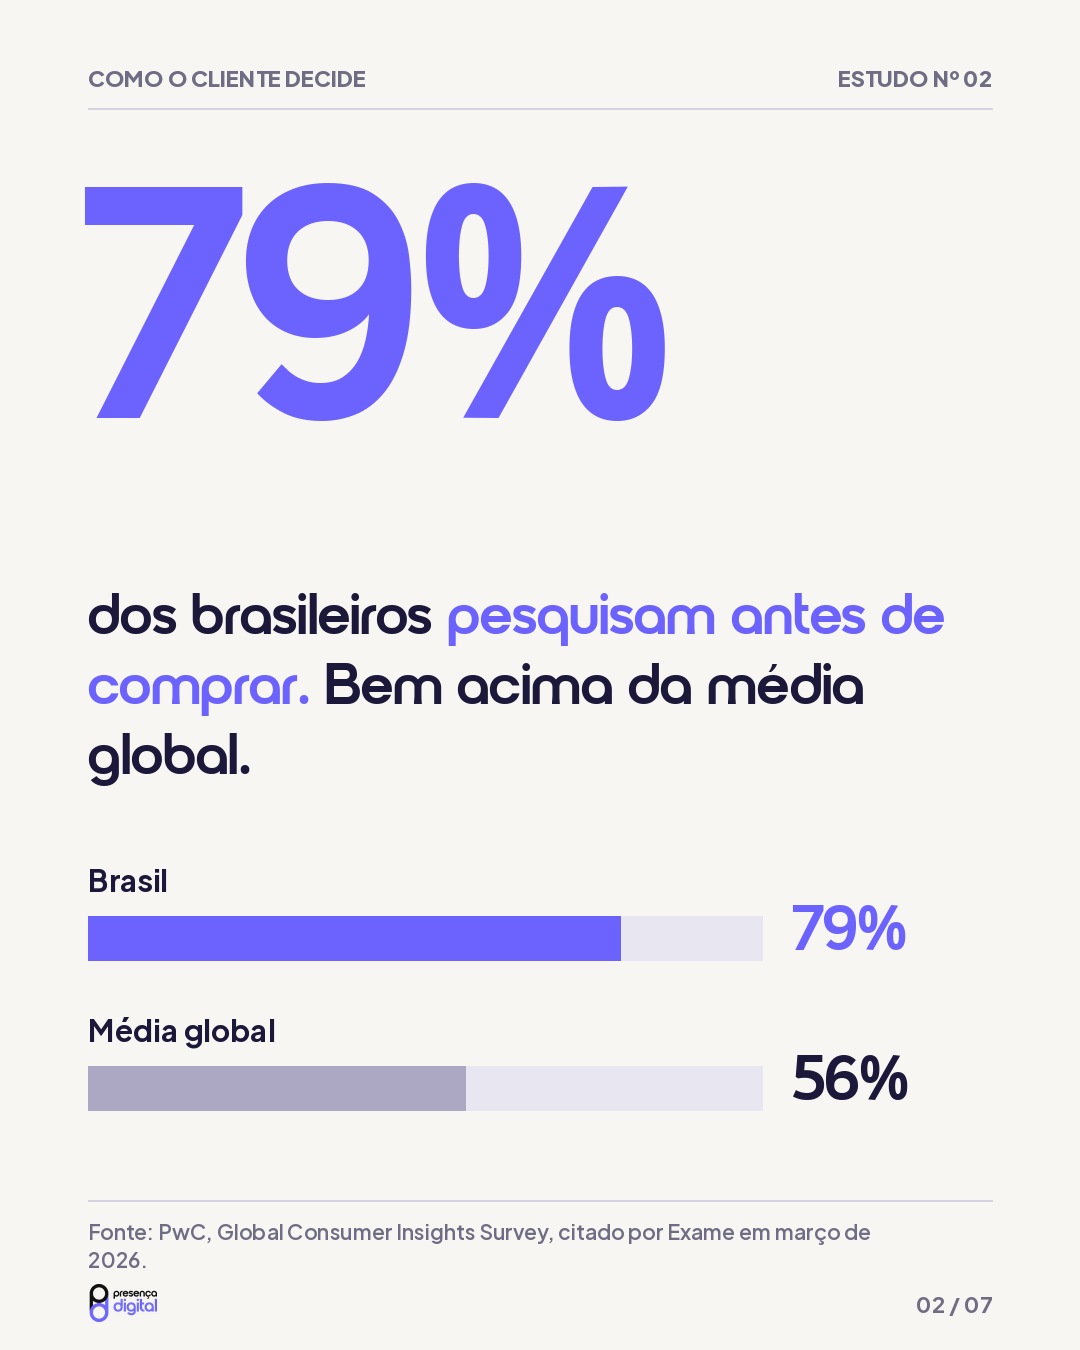 COMO O CLIENTE DECIDE
ESTUDO Nº 02
79%
dos brasileiros pesquisam antes de
comprar. Bem acima da média
global.
Brasil
79%
Média global
56%
Fonte: PwC, Global Consumer Insights Survey, citado por Exame em março de
2026.
presença
digital
02 / 07